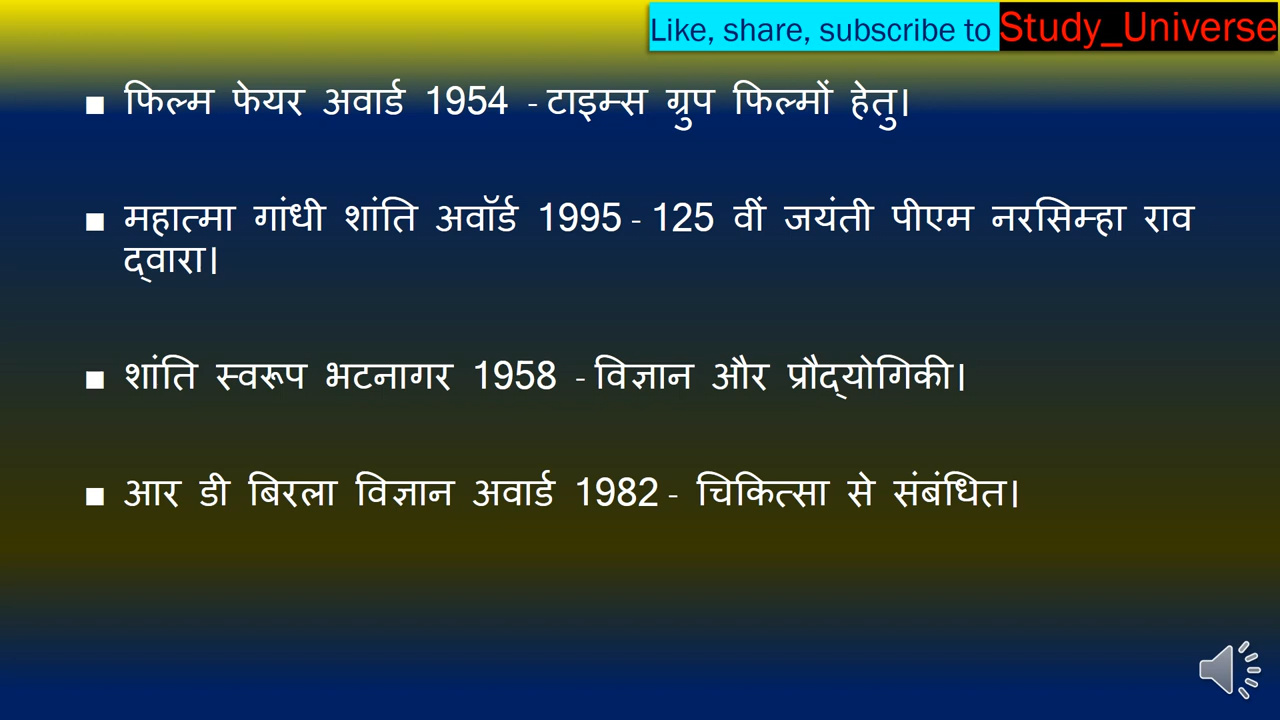 Like, share, subscribe to Study_Universe
▪ फिल्म फेयर अवार्ड 1954 - टाइम्स ग्रुप फिल्मों हेतु।
▪ महात्मा गांधी शांति अवॉर्ड 1995 - 125 वीं जयंती पीएम नरसिम्हा राव
द्वारा।
▪ शांति स्वरूप भटनागर 1958 - विज्ञान और प्रौद्योगिकी।
▪ आर डी बिरला विज्ञान अवार्ड 1982 - चिकित्सा से संबंधित।